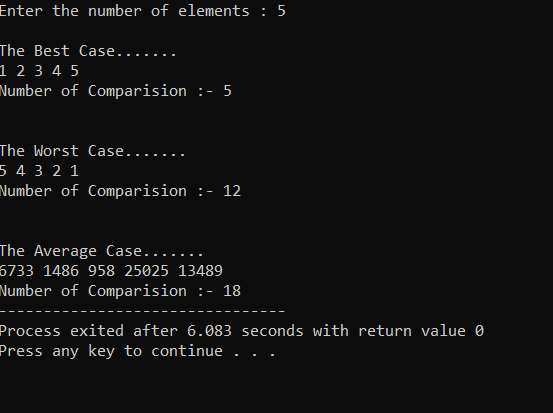 Enter the number of elements : 5
The Best Case.......
1 2 3 4 5
Number of Comparision :- 5
The Worst Case.......
5 4 3 2 1
Number of Comparision :- 12
The Average Case.......
6733 1486 958 25025 13489
Number of Comparision :- 18
--------------------------------
Process exited after 6.083 seconds with return value 0
Press any key to continue . . .